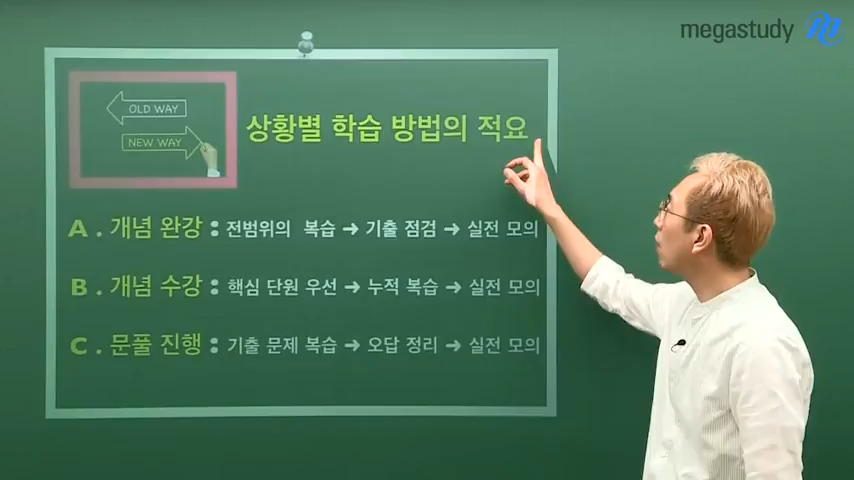 megastudy
OLD WAY
NEW WAY
상황별 학습 방법의 적요
A. 개념 완강 : 전범위의 복습 → 기출 점검 → 실전 모의
B. 개념 수강 : 핵심 단원 우선 → 누적 복습 → 실전 모의
C. 문풀 진행 : 기출 문제 복습 → 오답 정리 → 실전 모의